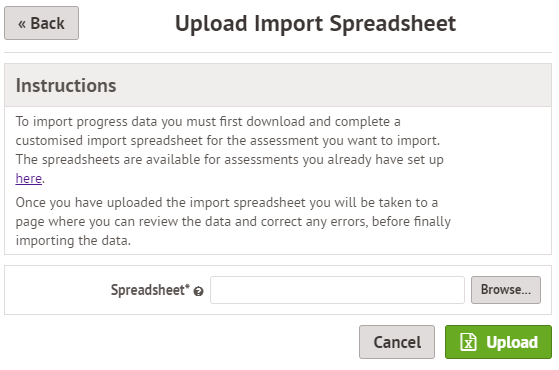 « Back
Upload Import Spreadsheet
Instructions
To import progress data you must first download and complete a
customised import spreadsheet for the assessment you want to import.
The spreadsheets are available for assessments you already have set up
here.
Once you have uploaded the import spreadsheet you will be taken to a
page where you can review the data and correct any errors, before finally
importing the data.
Spreadsheet* ?
Browse...
Cancel
Upload